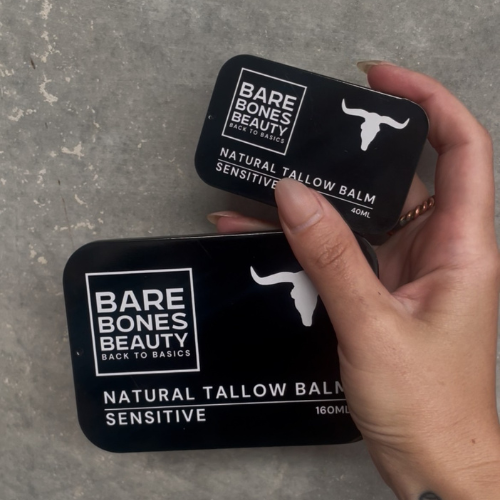 BARE
BONES
BEAUTY
BACK TO BASICS
NATURAL TALLOW BALM
SENSITIVE
40ML
BARE
BONES
BEAUTY
BACK TO BASICS
NATURAL TALLOW BALM
SENSITIVE
160ML